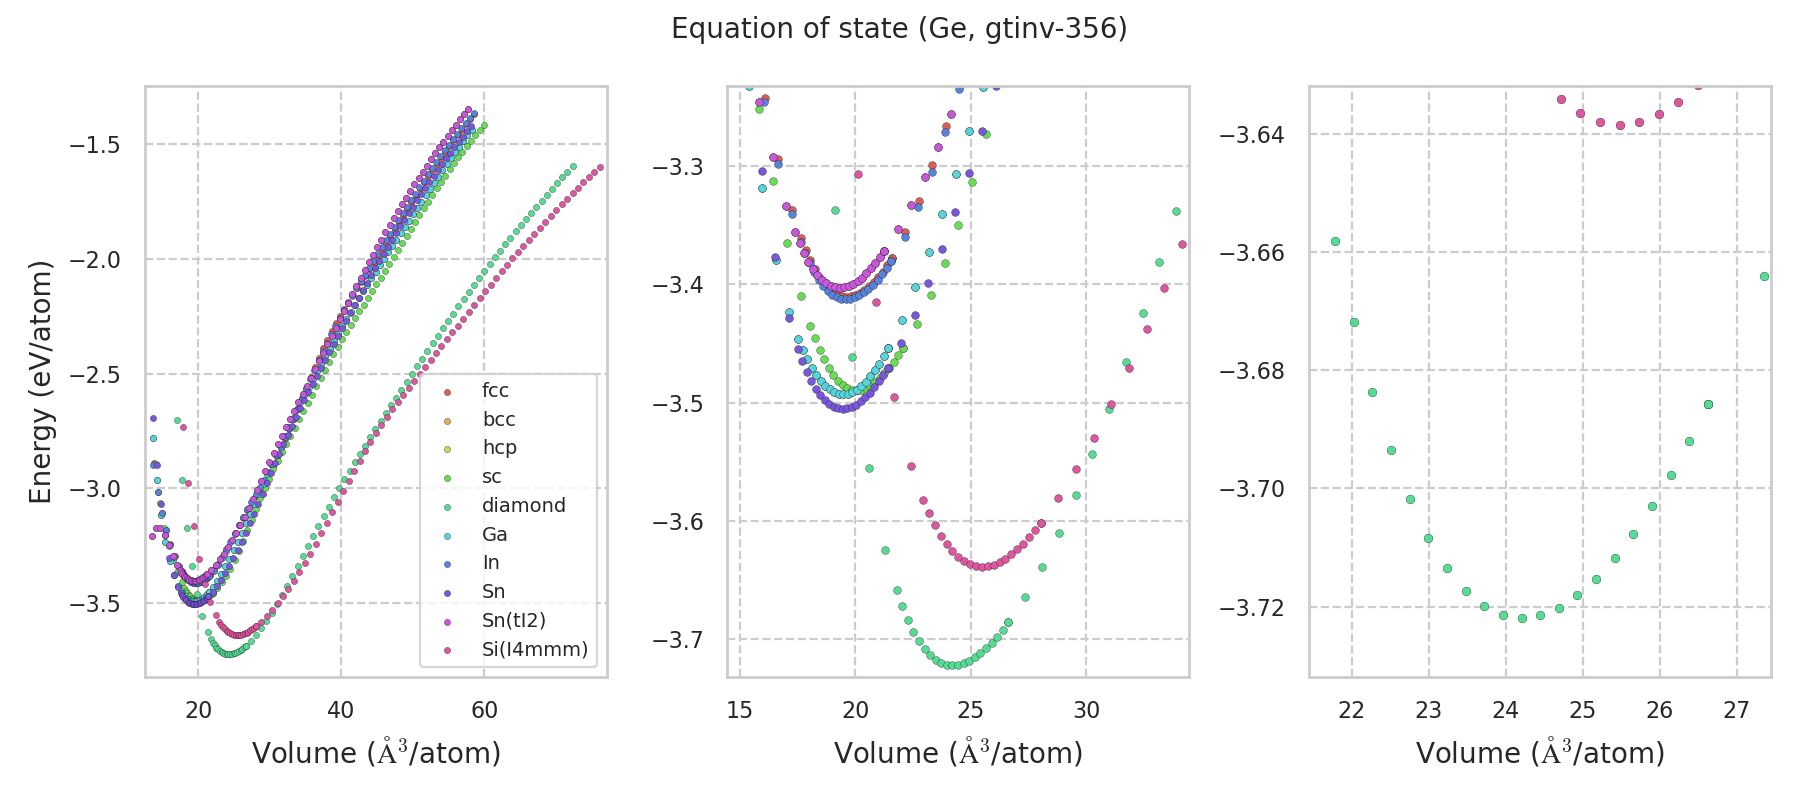 Equation of state (Ge, gtinv-356)
Energy (eV/atom)
−1.5
−2.0
−2.5
−3.0
−3.5
20
40
60
Volume (Å³/atom)
fcc
bcc
hcp
sc
diamond
Ga
In
Sn
Sn(tI2)
Si(I4mmm)
−3.3
−3.4
−3.5
−3.6
−3.7
15
20
25
30
Volume (Å³/atom)
−3.64
−3.66
−3.68
−3.70
−3.72
22
23
24
25
26
27
Volume (Å³/atom)